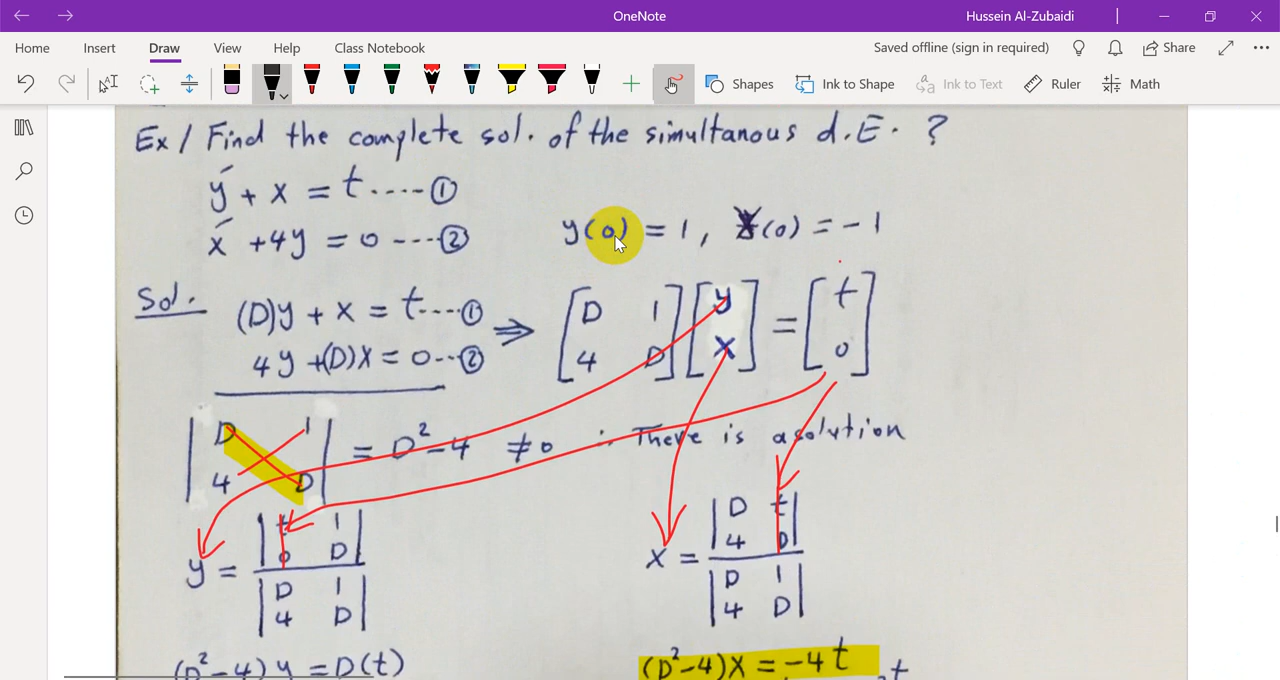 OneNote
Hussein Al-Zubaidi
Home Insert Draw View Help Class Notebook
Saved offline (sign in required) Share
Shapes Ink to Shape Ink to Text Ruler Math
Ex / Find the complete sol. of the simultanous d.E. ?
y′ + x = t ---- ①
x′ + 4y = 0 ---- ②
y(0) = 1, X(0) = -1
Sol.
(D)y + x = t ---- ①
4y + (D)x = 0 -- ②
⇒ [D 1; 4 D] [y; x] = [t; 0]
|D 1; 4 D| = D² - 4 ≠ 0 ∴ There is a solution
y = |t 1; 0 D| / |D 1; 4 D|
x = |D t; 4 0| / |D 1; 4 D|
(D²-4) y = D(t)
(D²-4) x = -4t